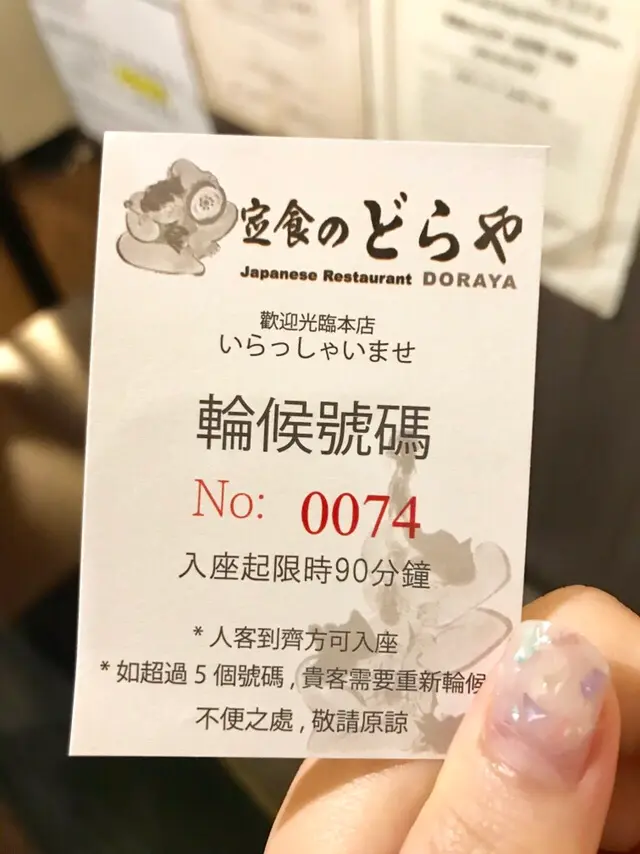 定食のどらや
Japanese Restaurant DORAYA
歡迎光臨本店
いらっしゃいませ
輪候號碼
No: 0074
入座起限時90分鐘
* 人客到齊方可入座
* 如超過 5 個號碼 , 貴客需要重新輪候
不便之處 , 敬請原諒